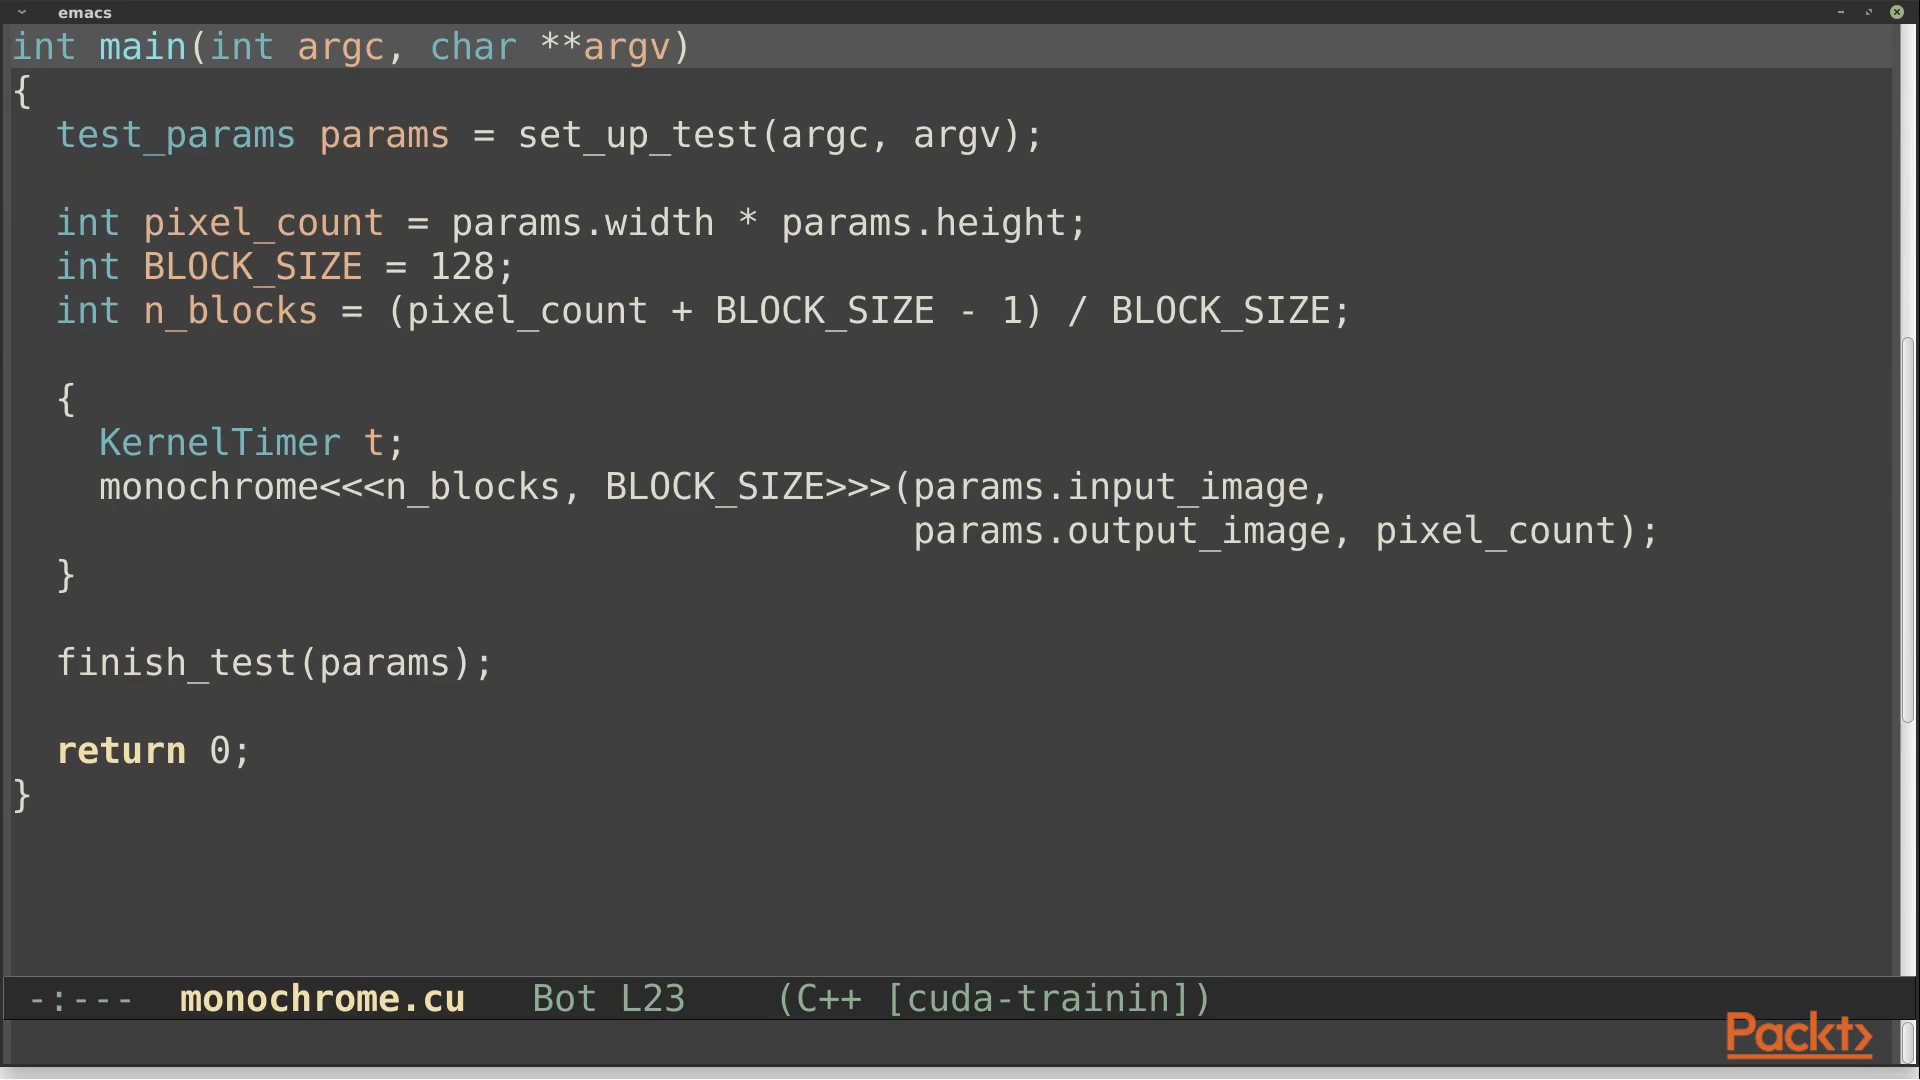 emacs
int main(int argc, char **argv)
{
  test_params params = set_up_test(argc, argv);

  int pixel_count = params.width * params.height;
  int BLOCK_SIZE = 128;
  int n_blocks = (pixel_count + BLOCK_SIZE - 1) / BLOCK_SIZE;

  {
    KernelTimer t;
    monochrome<<<n_blocks, BLOCK_SIZE>>>(params.input_image,
                                         params.output_image, pixel_count);
  }

  finish_test(params);

  return 0;
}
-:---  monochrome.cu   Bot L23    (C++ [cuda-trainin])
Packt>